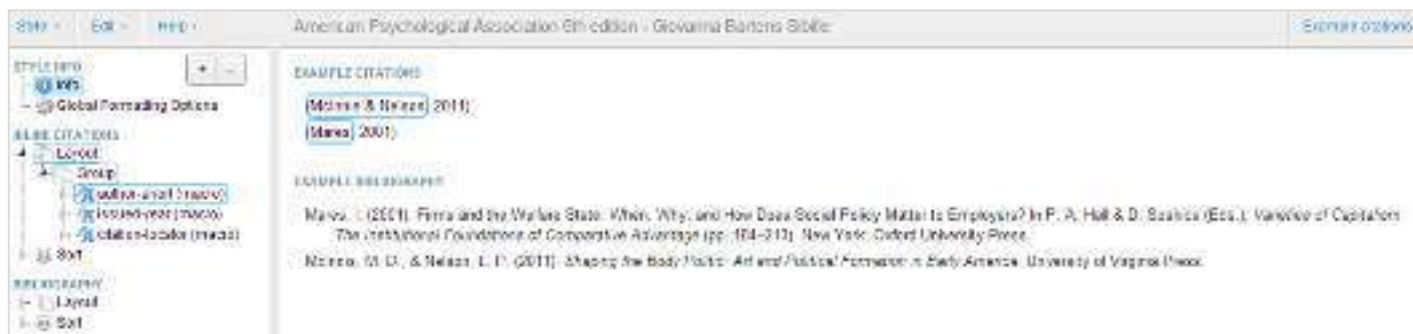 Style Edit Help American Psychological Association 6th edition - Giovanna Example citations
STYLE INFO + -
Info
Global Formatting Options
INLINE CITATIONS
Layout
Group
author-short (macro)
issued-year (macro)
citation-locator (macro)
Sort
BIBLIOGRAPHY
Layout
Sort
EXAMPLE CITATIONS
(McInnis & Nelson, 2011)
(Mares, 2001)
EXAMPLE BIBLIOGRAPHY
Mares, I. (2001). Firms and the Welfare State: When, Why, and How Does Social Policy Matter to Employers? In P. A. Hall & D. Soskice (Eds.), Varieties of Capitalism.
The Institutional Foundations of Comparative Advantage (pp. 184–213). New York: Oxford University Press.
McInnis, M. D., & Nelson, L. P. (2011). Shaping the Body Politic: Art and Political Formation in Early America. University of Virginia Press.